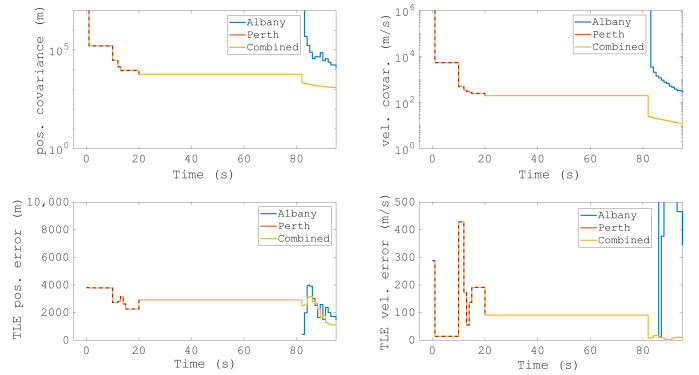 pos. covariance (m)
10^5
10^0
0
20
40
60
80
Time (s)
Albany
Perth
Combined
vel. covar. (m/s)
10^6
10^4
10^2
10^0
0
20
40
60
80
Time (s)
Albany
Perth
Combined
TLE pos. error (m)
10,000
8000
6000
4000
2000
0
0
20
40
60
80
Time (s)
Albany
Perth
Combined
TLE vel. error (m/s)
500
400
300
200
100
0
0
20
40
60
80
Time (s)
Albany
Perth
Combined